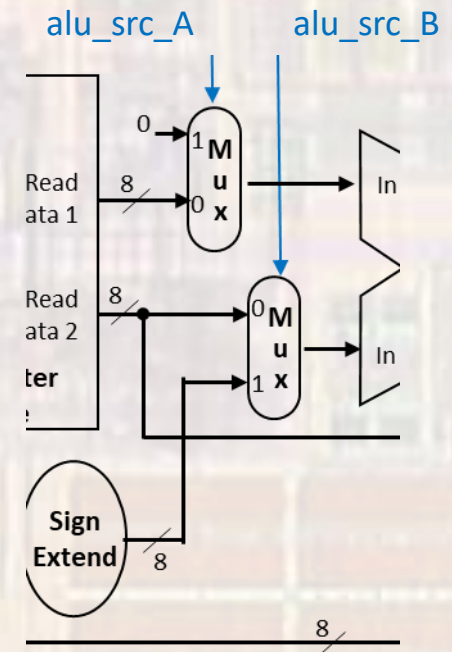 alu_src_A
alu_src_B
0
1
M
u
x
0
Read
ata 1
8
In
Read
ata 2
8
0
M
u
x
1
In
ter
Sign
Extend
8
8